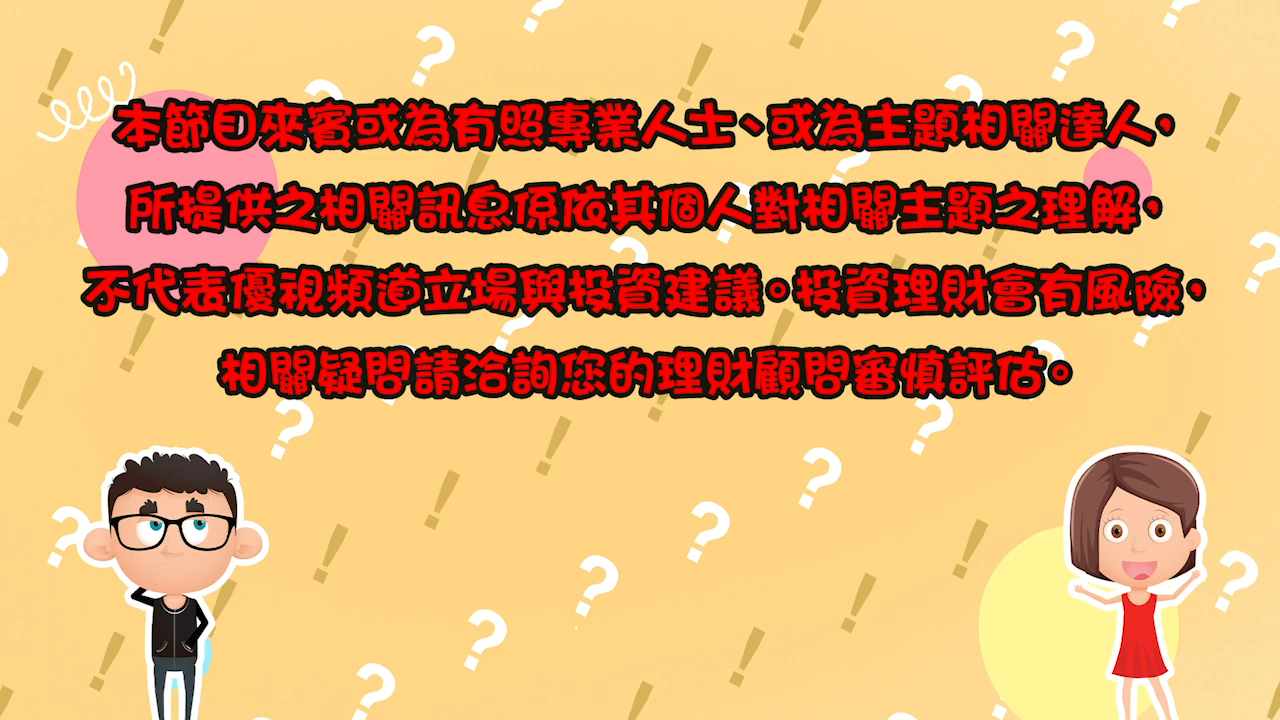 本節目來賓或為有照專業人士、或為主題相關達人，
所提供之相關訊息係依其個人對相關主題之理解，
不代表優視頻道立場與投資建議。投資理財會有風險，
相關疑問請洽詢您的理財顧問審慎評估。